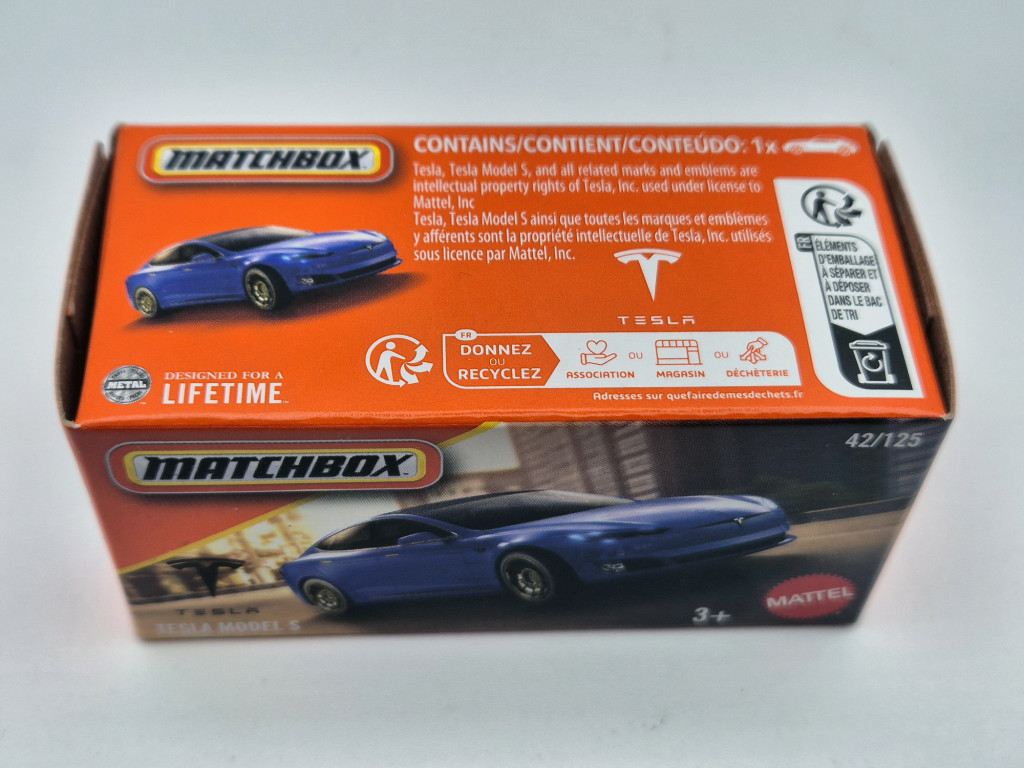 MATCHBOX
CONTAINS/CONTIENT/CONTEÚDO: 1x
Tesla, Tesla Model S, and all related marks and emblems are
intellectual property rights of Tesla, Inc. used under license to
Mattel, Inc
Tesla, Tesla Model S ainsi que toutes les marques et emblèmes
y afférents sont la propriété intellectuelle de Tesla, Inc. utilisés
sous licence par Mattel, Inc.
TESLA
FR
ÉLÉMENTS
D'EMBALLAGE
À SÉPARER ET
À DÉPOSER
DANS LE BAC
DE TRI
METAL
DESIGNED FOR A
LIFETIME™
FR
DONNEZ
OU
RECYCLEZ
ASSOCIATION
OU
MAGASIN
OU
DÉCHÈTERIE
Adresses sur quefairedemesdechets.fr
MATCHBOX
42/125
TESLA
TESLA MODEL S
3+
MATTEL